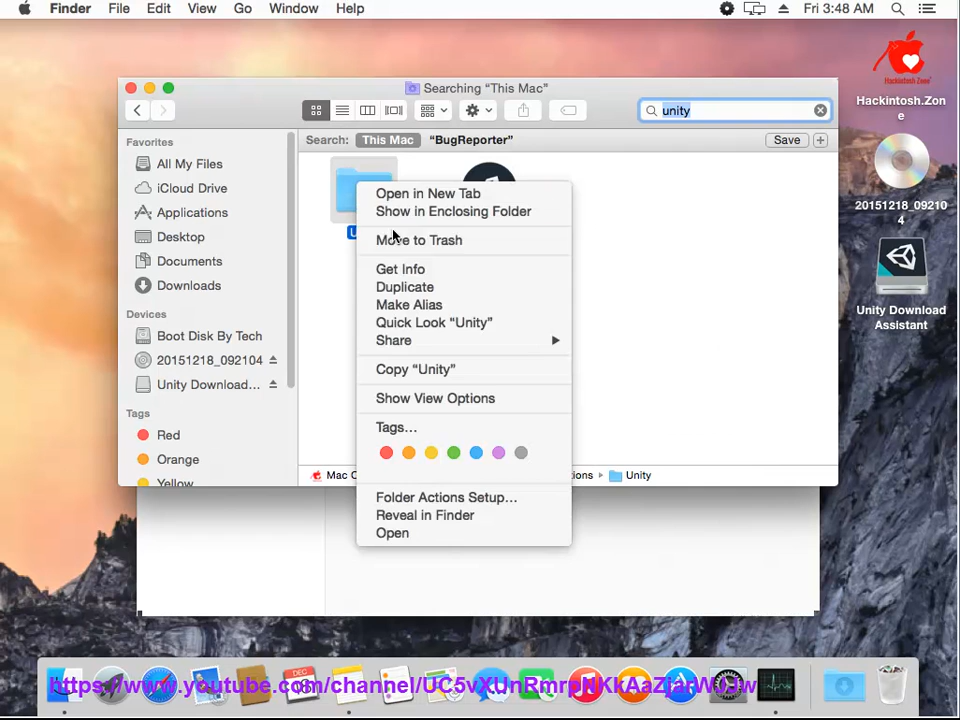 Finder File Edit View Go Window Help Fri 3:48 AM
Searching “This Mac”
unity
Search: This Mac “BugReporter” Save
Favorites
All My Files
iCloud Drive
Applications
Desktop
Documents
Downloads
Devices
Boot Disk By Tech
20151218_092104
Unity Download...
Tags
Red
Orange
Yellow
Open in New Tab
Show in Enclosing Folder
Move to Trash
Get Info
Duplicate
Make Alias
Quick Look “Unity”
Share
Copy “Unity”
Show View Options
Tags...
Folder Actions Setup...
Reveal in Finder
Open
Unity
Hackintosh Zone
Hackintosh.Zon
e
20151218_09210
4
Unity Download
Assistant